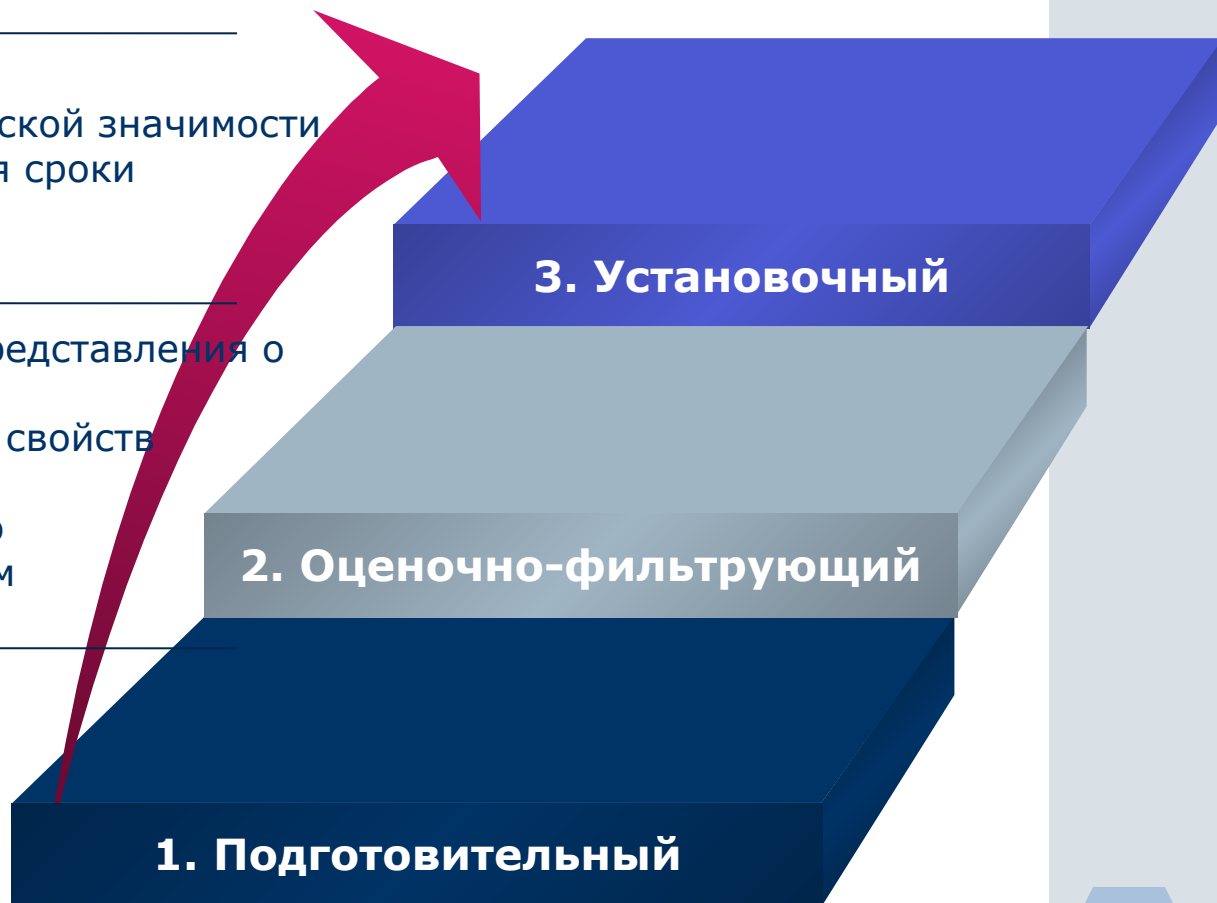 ской значимости
я сроки
3. Установочный
редставления о
свойств
о
м
2. Оценочно-фильтрующий
1. Подготовительный